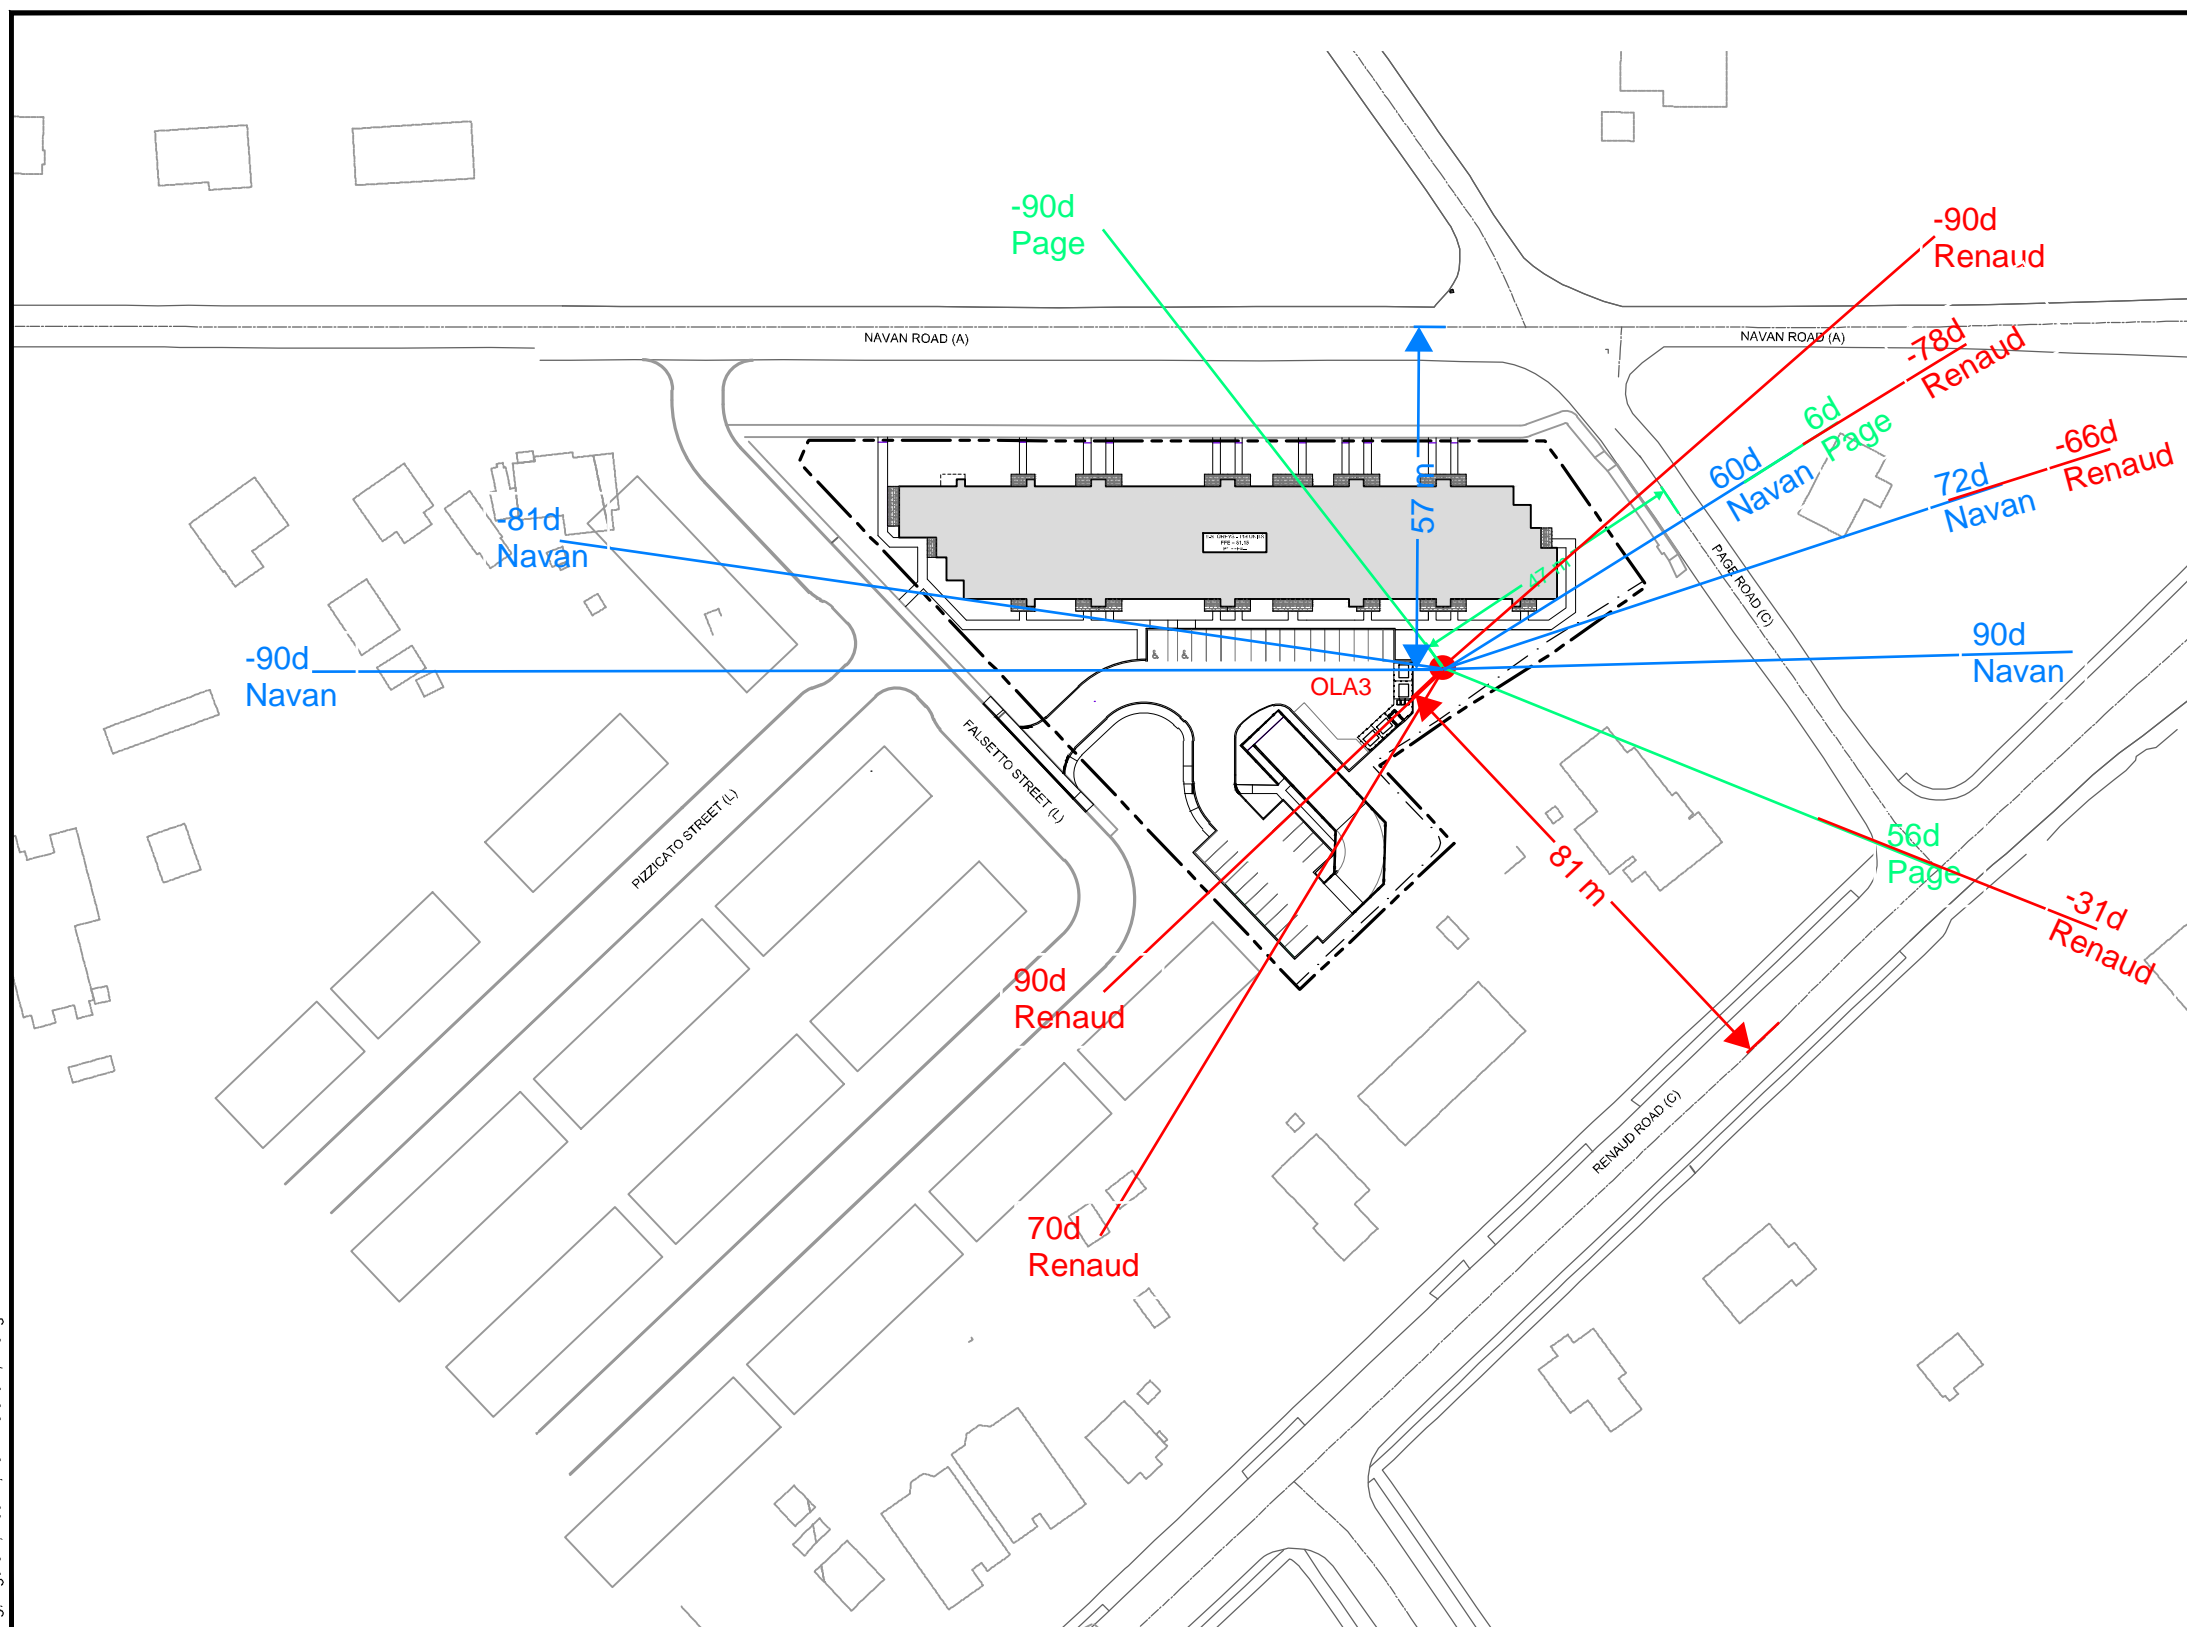 -90d
Page
-90d
Renaud
NAVAN ROAD (A)
NAVAN ROAD (A)
-78d
Renaud
6d
Page
-66d
Renaud
60d
Navan
72d
Navan
57 m
-81d
Navan
47 m
PAGE ROAD (C)
90d
Navan
-90d
Navan
OLA3
FALSETTO STREET (L)
PIZZICATO STREET (L)
81 m
56d
Page
-31d
Renaud
90d
Renaud
RENAUD ROAD (C)
70d
Renaud